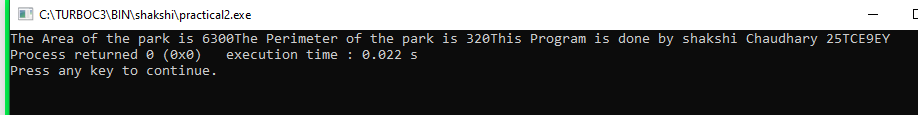 C:\TURBOC3\BIN\shakshi\practical2.exe
The Area of the park is 6300The Perimeter of the park is 320This Program is done by shakshi Chaudhary 25TCE9EY
Process returned 0 (0x0)   execution time : 0.022 s
Press any key to continue.